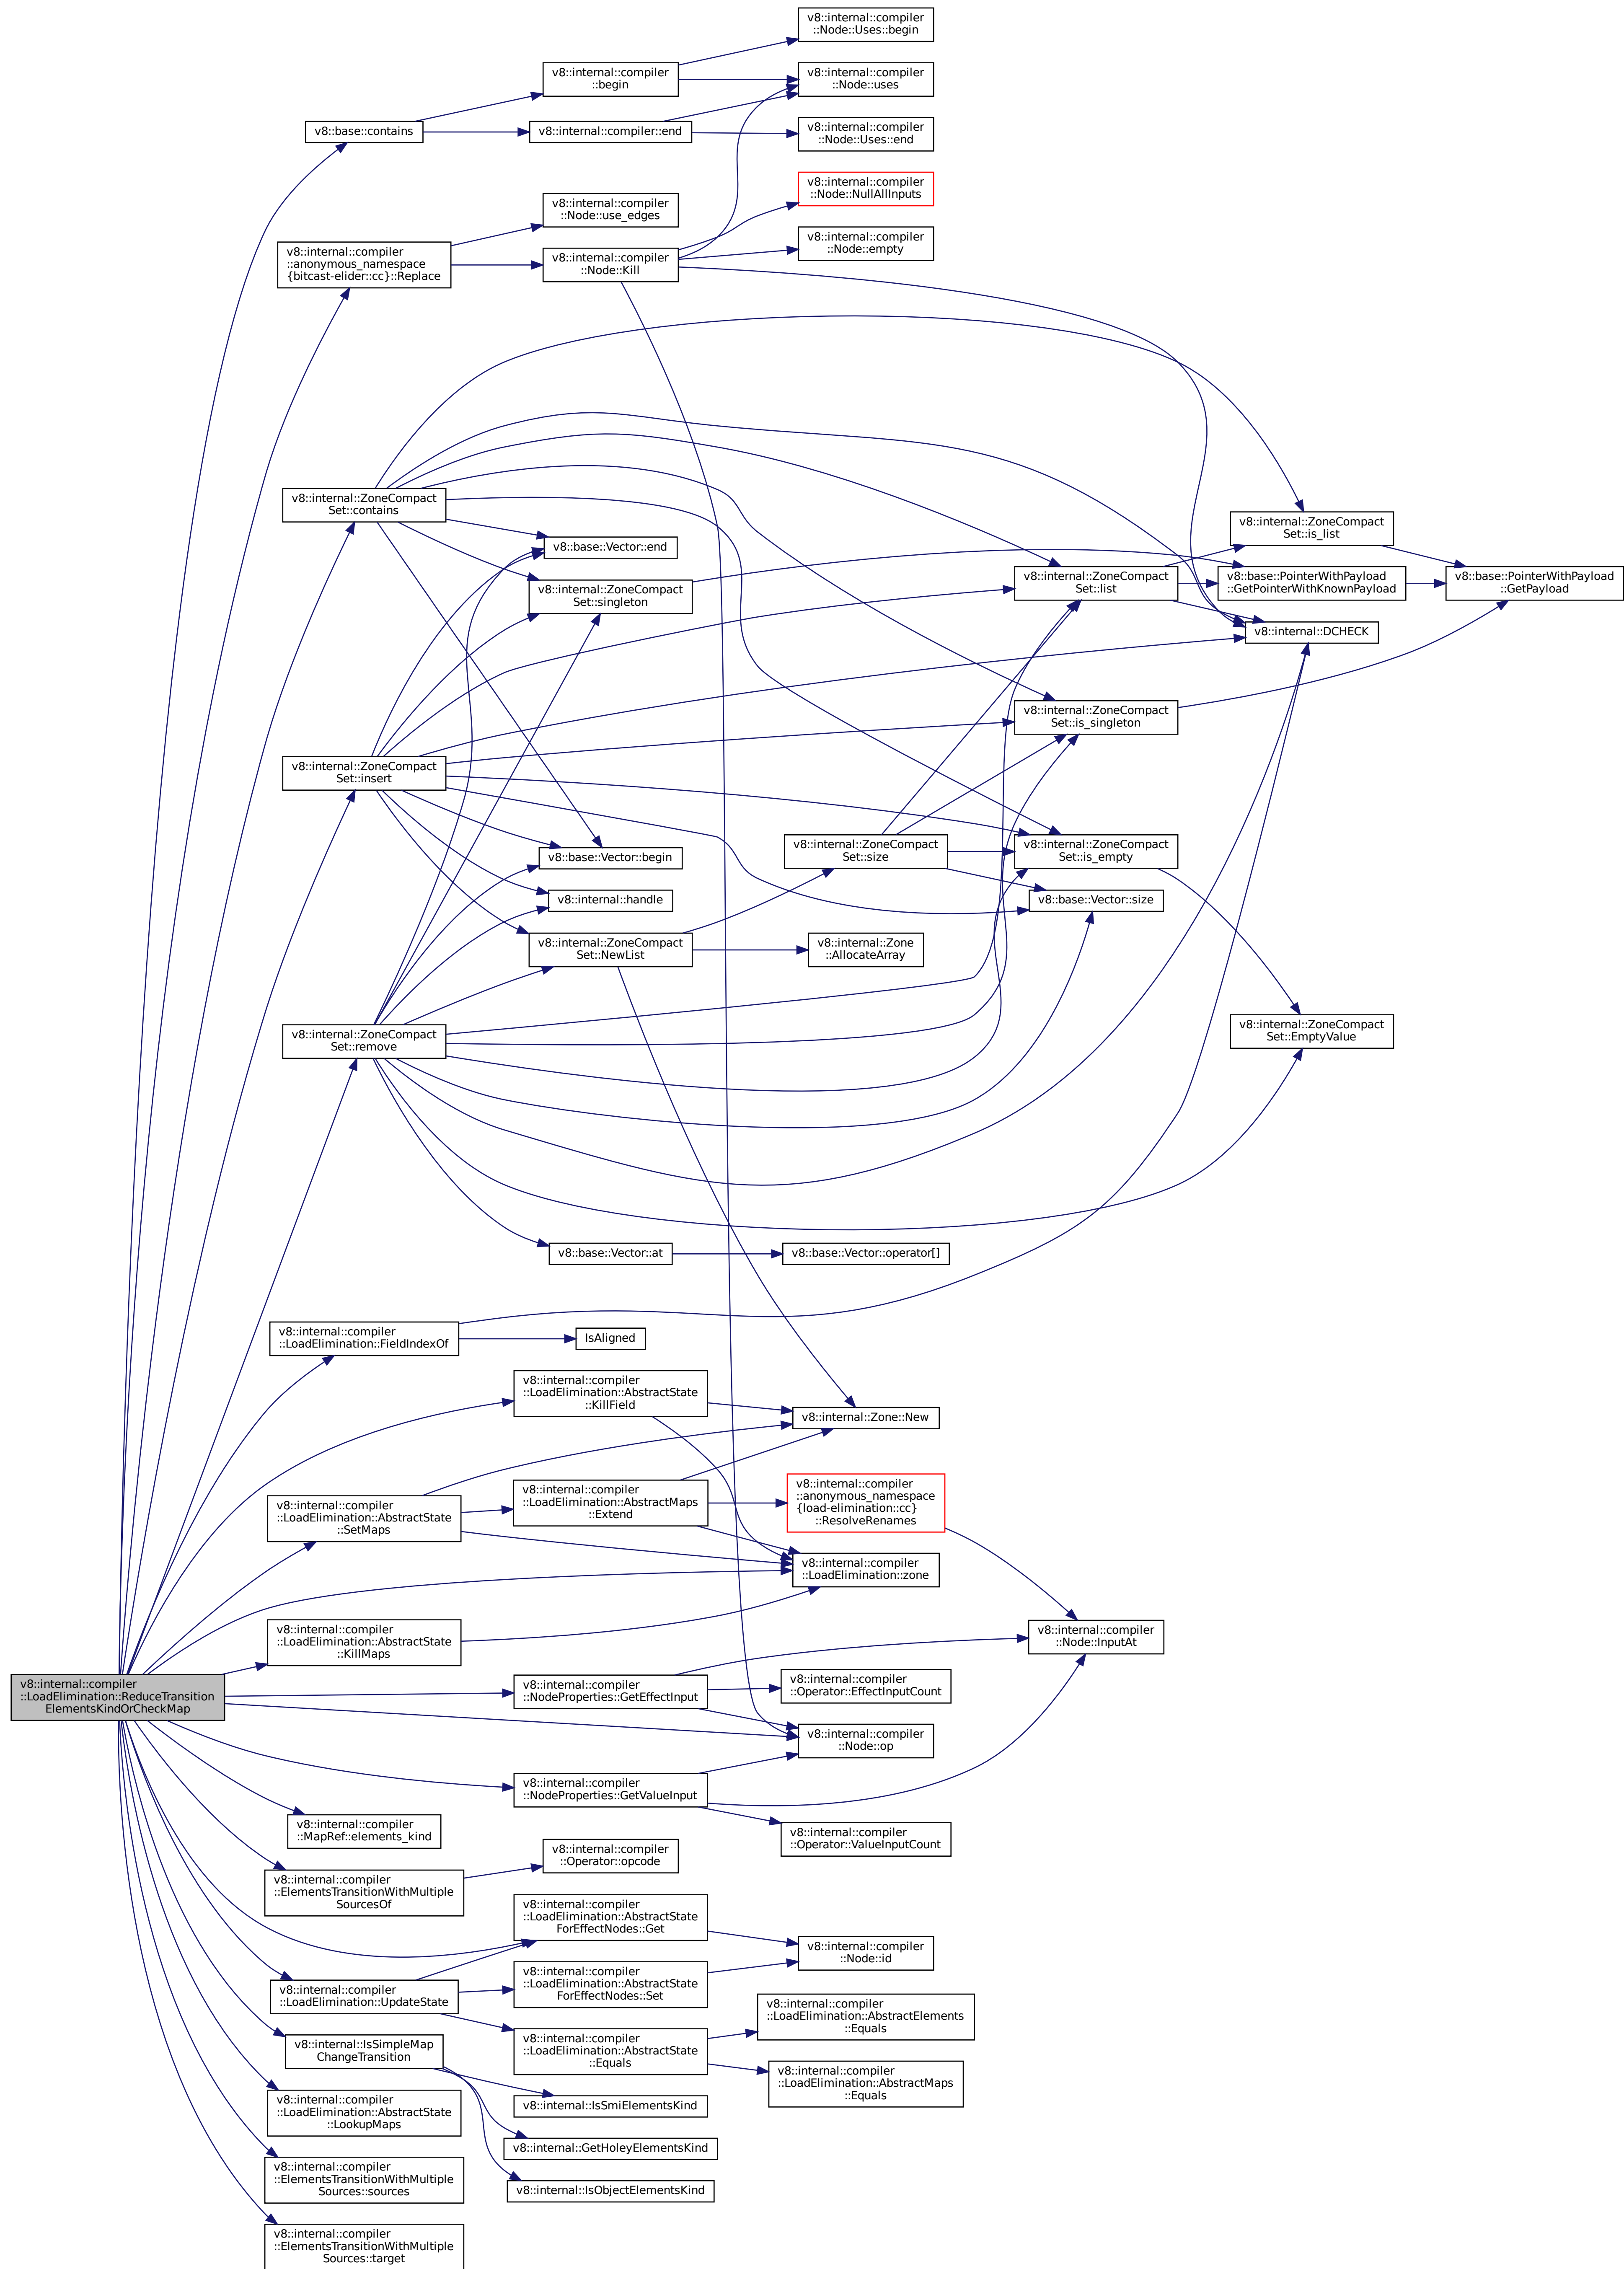 v8::internal::compiler
::Node::Uses::begin
v8::internal::compiler
::begin
v8::internal::compiler
::Node::uses
v8::base::contains
v8::internal::compiler::end
v8::internal::compiler
::Node::Uses::end
v8::internal::compiler
::Node::NullAllInputs
v8::internal::compiler
::Node::use_edges
v8::internal::compiler
::anonymous_namespace
{bitcast-elider::cc}::Replace
v8::internal::compiler
::Node::Kill
v8::internal::compiler
::Node::empty
v8::internal::ZoneCompact
Set::contains
v8::internal::ZoneCompact
Set::is_list
v8::base::Vector::end
v8::internal::ZoneCompact
Set::singleton
v8::internal::ZoneCompact
Set::list
v8::base::PointerWithPayload
::GetPointerWithKnownPayload
v8::base::PointerWithPayload
::GetPayload
v8::internal::DCHECK
v8::internal::ZoneCompact
Set::is_singleton
v8::internal::ZoneCompact
Set::insert
v8::base::Vector::begin
v8::internal::ZoneCompact
Set::size
v8::internal::ZoneCompact
Set::is_empty
v8::internal::handle
v8::base::Vector::size
v8::internal::ZoneCompact
Set::NewList
v8::internal::Zone
::AllocateArray
v8::internal::ZoneCompact
Set::remove
v8::internal::ZoneCompact
Set::EmptyValue
v8::base::Vector::at
v8::base::Vector::operator[]
v8::internal::compiler
::LoadElimination::FieldIndexOf
IsAligned
v8::internal::compiler
::LoadElimination::AbstractState
::KillField
v8::internal::Zone::New
v8::internal::compiler
::LoadElimination::AbstractState
::SetMaps
v8::internal::compiler
::LoadElimination::AbstractMaps
::Extend
v8::internal::compiler
::anonymous_namespace
{load-elimination::cc}
::ResolveRenames
v8::internal::compiler
::LoadElimination::zone
v8::internal::compiler
::LoadElimination::AbstractState
::KillMaps
v8::internal::compiler
::Node::InputAt
v8::internal::compiler
::LoadElimination::ReduceTransition
ElementsKindOrCheckMap
v8::internal::compiler
::NodeProperties::GetEffectInput
v8::internal::compiler
::Operator::EffectInputCount
v8::internal::compiler
::Node::op
v8::internal::compiler
::NodeProperties::GetValueInput
v8::internal::compiler
::MapRef::elements_kind
v8::internal::compiler
::Operator::ValueInputCount
v8::internal::compiler
::ElementsTransitionWithMultiple
SourcesOf
v8::internal::compiler
::Operator::opcode
v8::internal::compiler
::LoadElimination::AbstractState
ForEffectNodes::Get
v8::internal::compiler
::Node::id
v8::internal::compiler
::LoadElimination::UpdateState
v8::internal::compiler
::LoadElimination::AbstractState
ForEffectNodes::Set
v8::internal::compiler
::LoadElimination::AbstractElements
::Equals
v8::internal::IsSimpleMap
ChangeTransition
v8::internal::compiler
::LoadElimination::AbstractState
::Equals
v8::internal::compiler
::LoadElimination::AbstractMaps
::Equals
v8::internal::compiler
::LoadElimination::AbstractState
::LookupMaps
v8::internal::IsSmiElementsKind
v8::internal::GetHoleyElementsKind
v8::internal::compiler
::ElementsTransitionWithMultiple
Sources::sources
v8::internal::IsObjectElementsKind
v8::internal::compiler
::ElementsTransitionWithMultiple
Sources::target